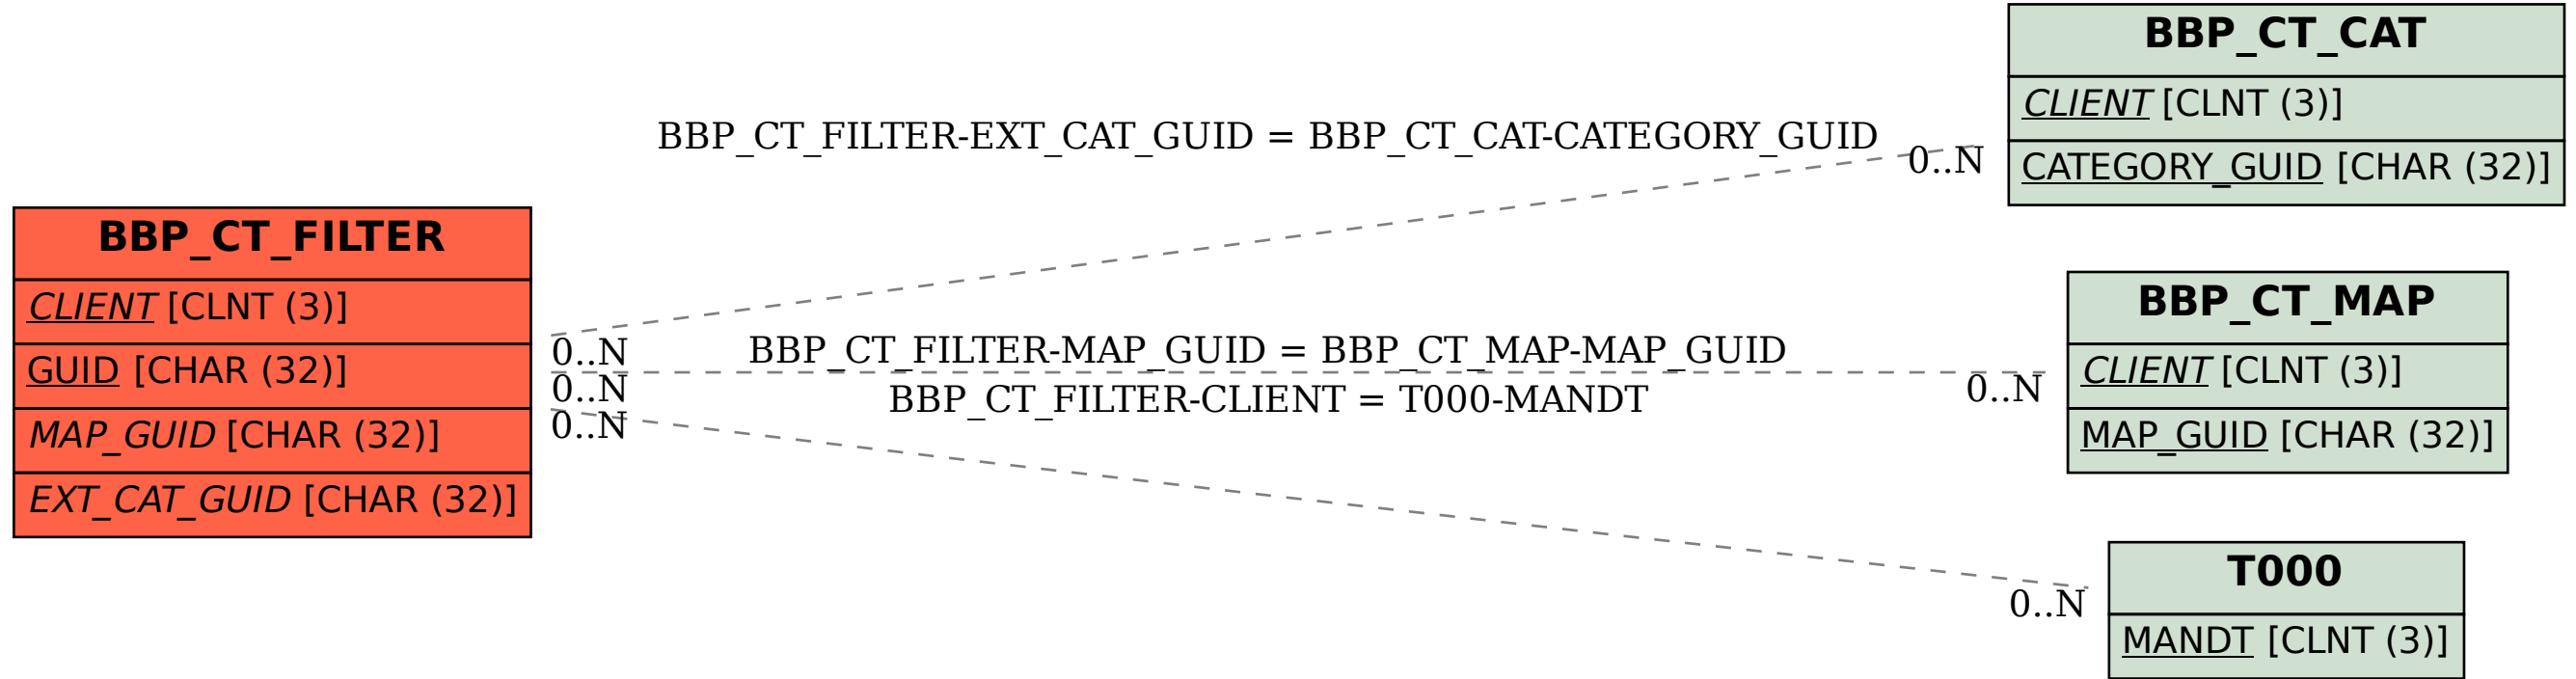 BBP_CT_FILTER
CLIENT [CLNT (3)]
GUID [CHAR (32)]
MAP_GUID [CHAR (32)]
EXT_CAT_GUID [CHAR (32)]
BBP_CT_FILTER-EXT_CAT_GUID = BBP_CT_CAT-CATEGORY_GUID
0..N
0..N
BBP_CT_FILTER-MAP_GUID = BBP_CT_MAP-MAP_GUID
0..N
0..N
BBP_CT_FILTER-CLIENT = T000-MANDT
0..N
0..N
BBP_CT_CAT
CLIENT [CLNT (3)]
CATEGORY_GUID [CHAR (32)]
BBP_CT_MAP
CLIENT [CLNT (3)]
MAP_GUID [CHAR (32)]
T000
MANDT [CLNT (3)]